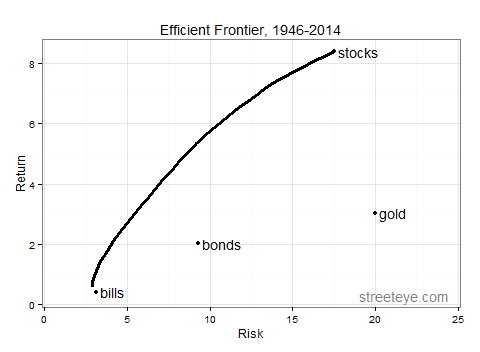 Efficient Frontier, 1946-2014
stocks
8
6
Return
4
gold
2
bonds
bills
streeteye.com
0
0 5 10 15 20 25
Risk